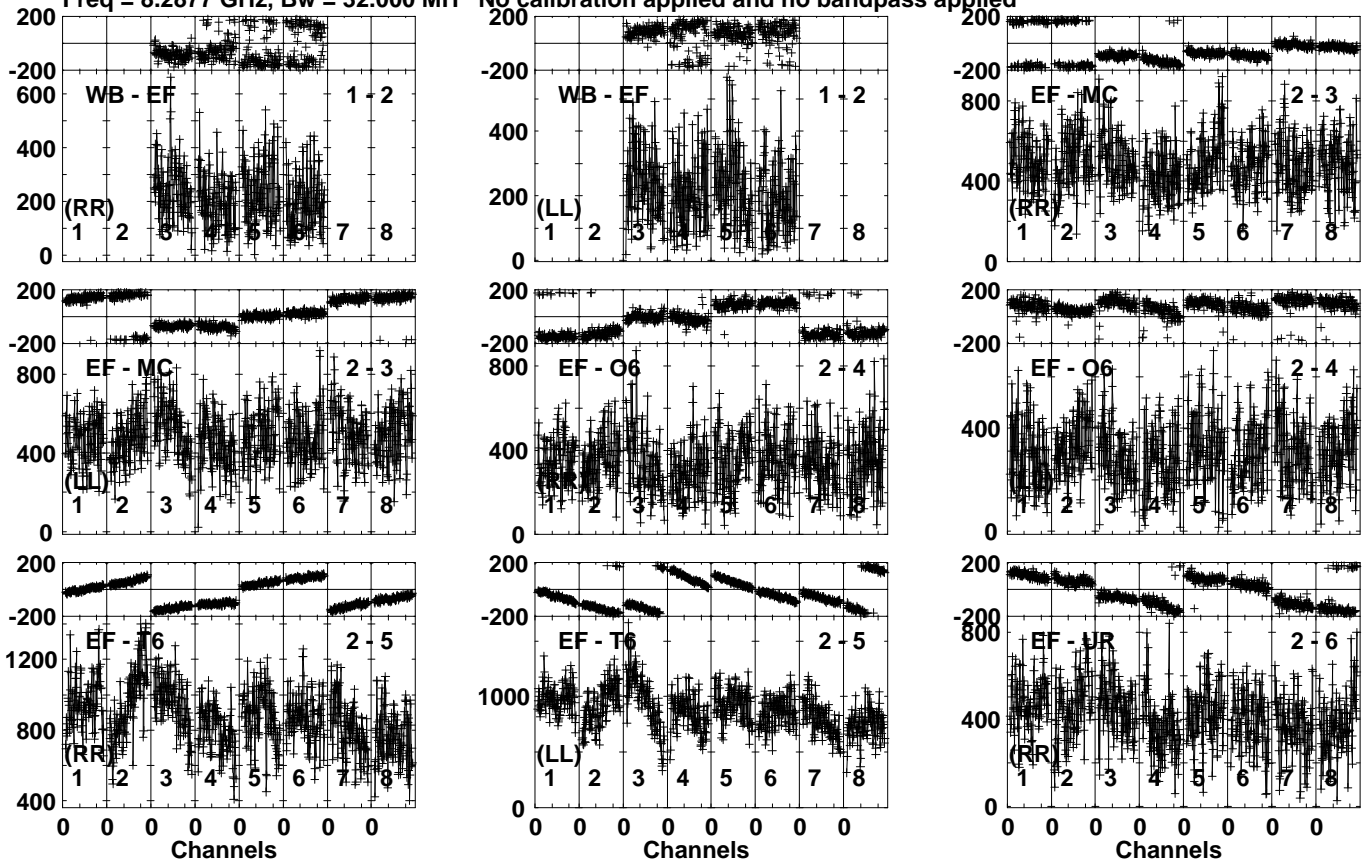 Freq = 8.2877 GHz, Bw = 32.000 MH No calibration applied and no bandpass applied
200
-200
600
400
200
0
WB - EF 1 - 2
(RR)
1 2 3 4 5 6 7 8
200
-200
400
200
0
WB - EF 1 - 2
(LL)
1 2 3 4 5 6 7 8
200
-200
800
400
0
EF - MC 2 - 3
(RR)
1 2 3 4 5 6 7 8
200
-200
800
400
0
EF - MC 2 - 3
(LL)
1 2 3 4 5 6 7 8
200
-200
800
400
0
EF - O6 2 - 4
(RR)
1 2 3 4 5 6 7 8
200
-200
400
0
EF - O6 2 - 4
(LL)
1 2 3 4 5 6 7 8
200
-200
1200
800
400
EF - T6 2 - 5
(RR)
1 2 3 4 5 6 7 8
0 0 0 0 0 0 0 0
Channels
200
-200
1000
0
EF - T6 2 - 5
(LL)
1 2 3 4 5 6 7 8
0 0 0 0 0 0 0 0
Channels
200
-200
800
400
0
EF - UR 2 - 6
(RR)
1 2 3 4 5 6 7 8
0 0 0 0 0 0 0 0
Channels